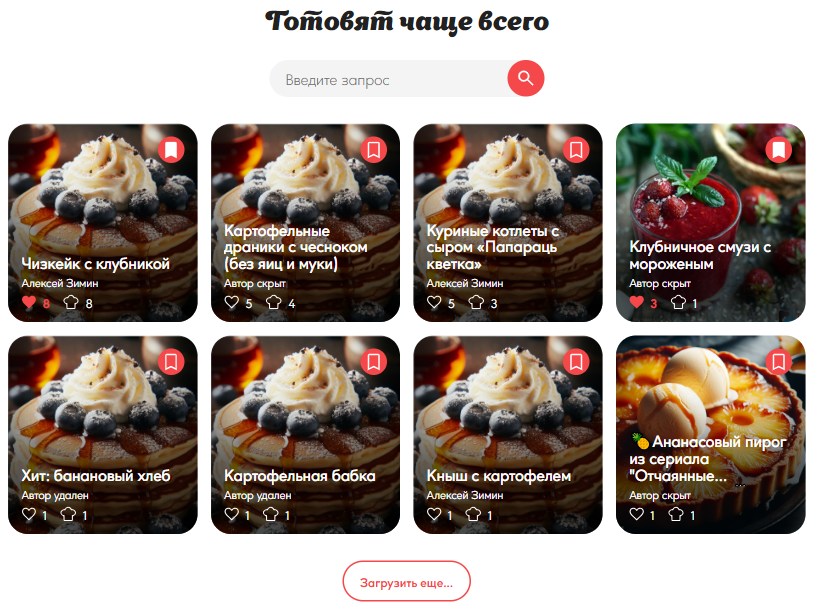 Готовят чаще всего
Введите запрос
Чизкейк с клубникой
Алексей Зимин
8 8
Картофельные
драники с чесноком
(без яиц и муки)
Автор скрыт
5 4
Куриные котлеты с
сыром «Папараць
кветка»
Алексей Зимин
5 3
Клубничное смузи с
мороженым
Автор скрыт
3 1
Хит: банановый хлеб
Автор удален
1 1
Картофельная бабка
Автор удален
1 1
Кныш с картофелем
Алексей Зимин
1 1
🍍 Ананасовый пирог
из сериала
"Отчаянные...
Автор скрыт
1 1
Загрузить еще...